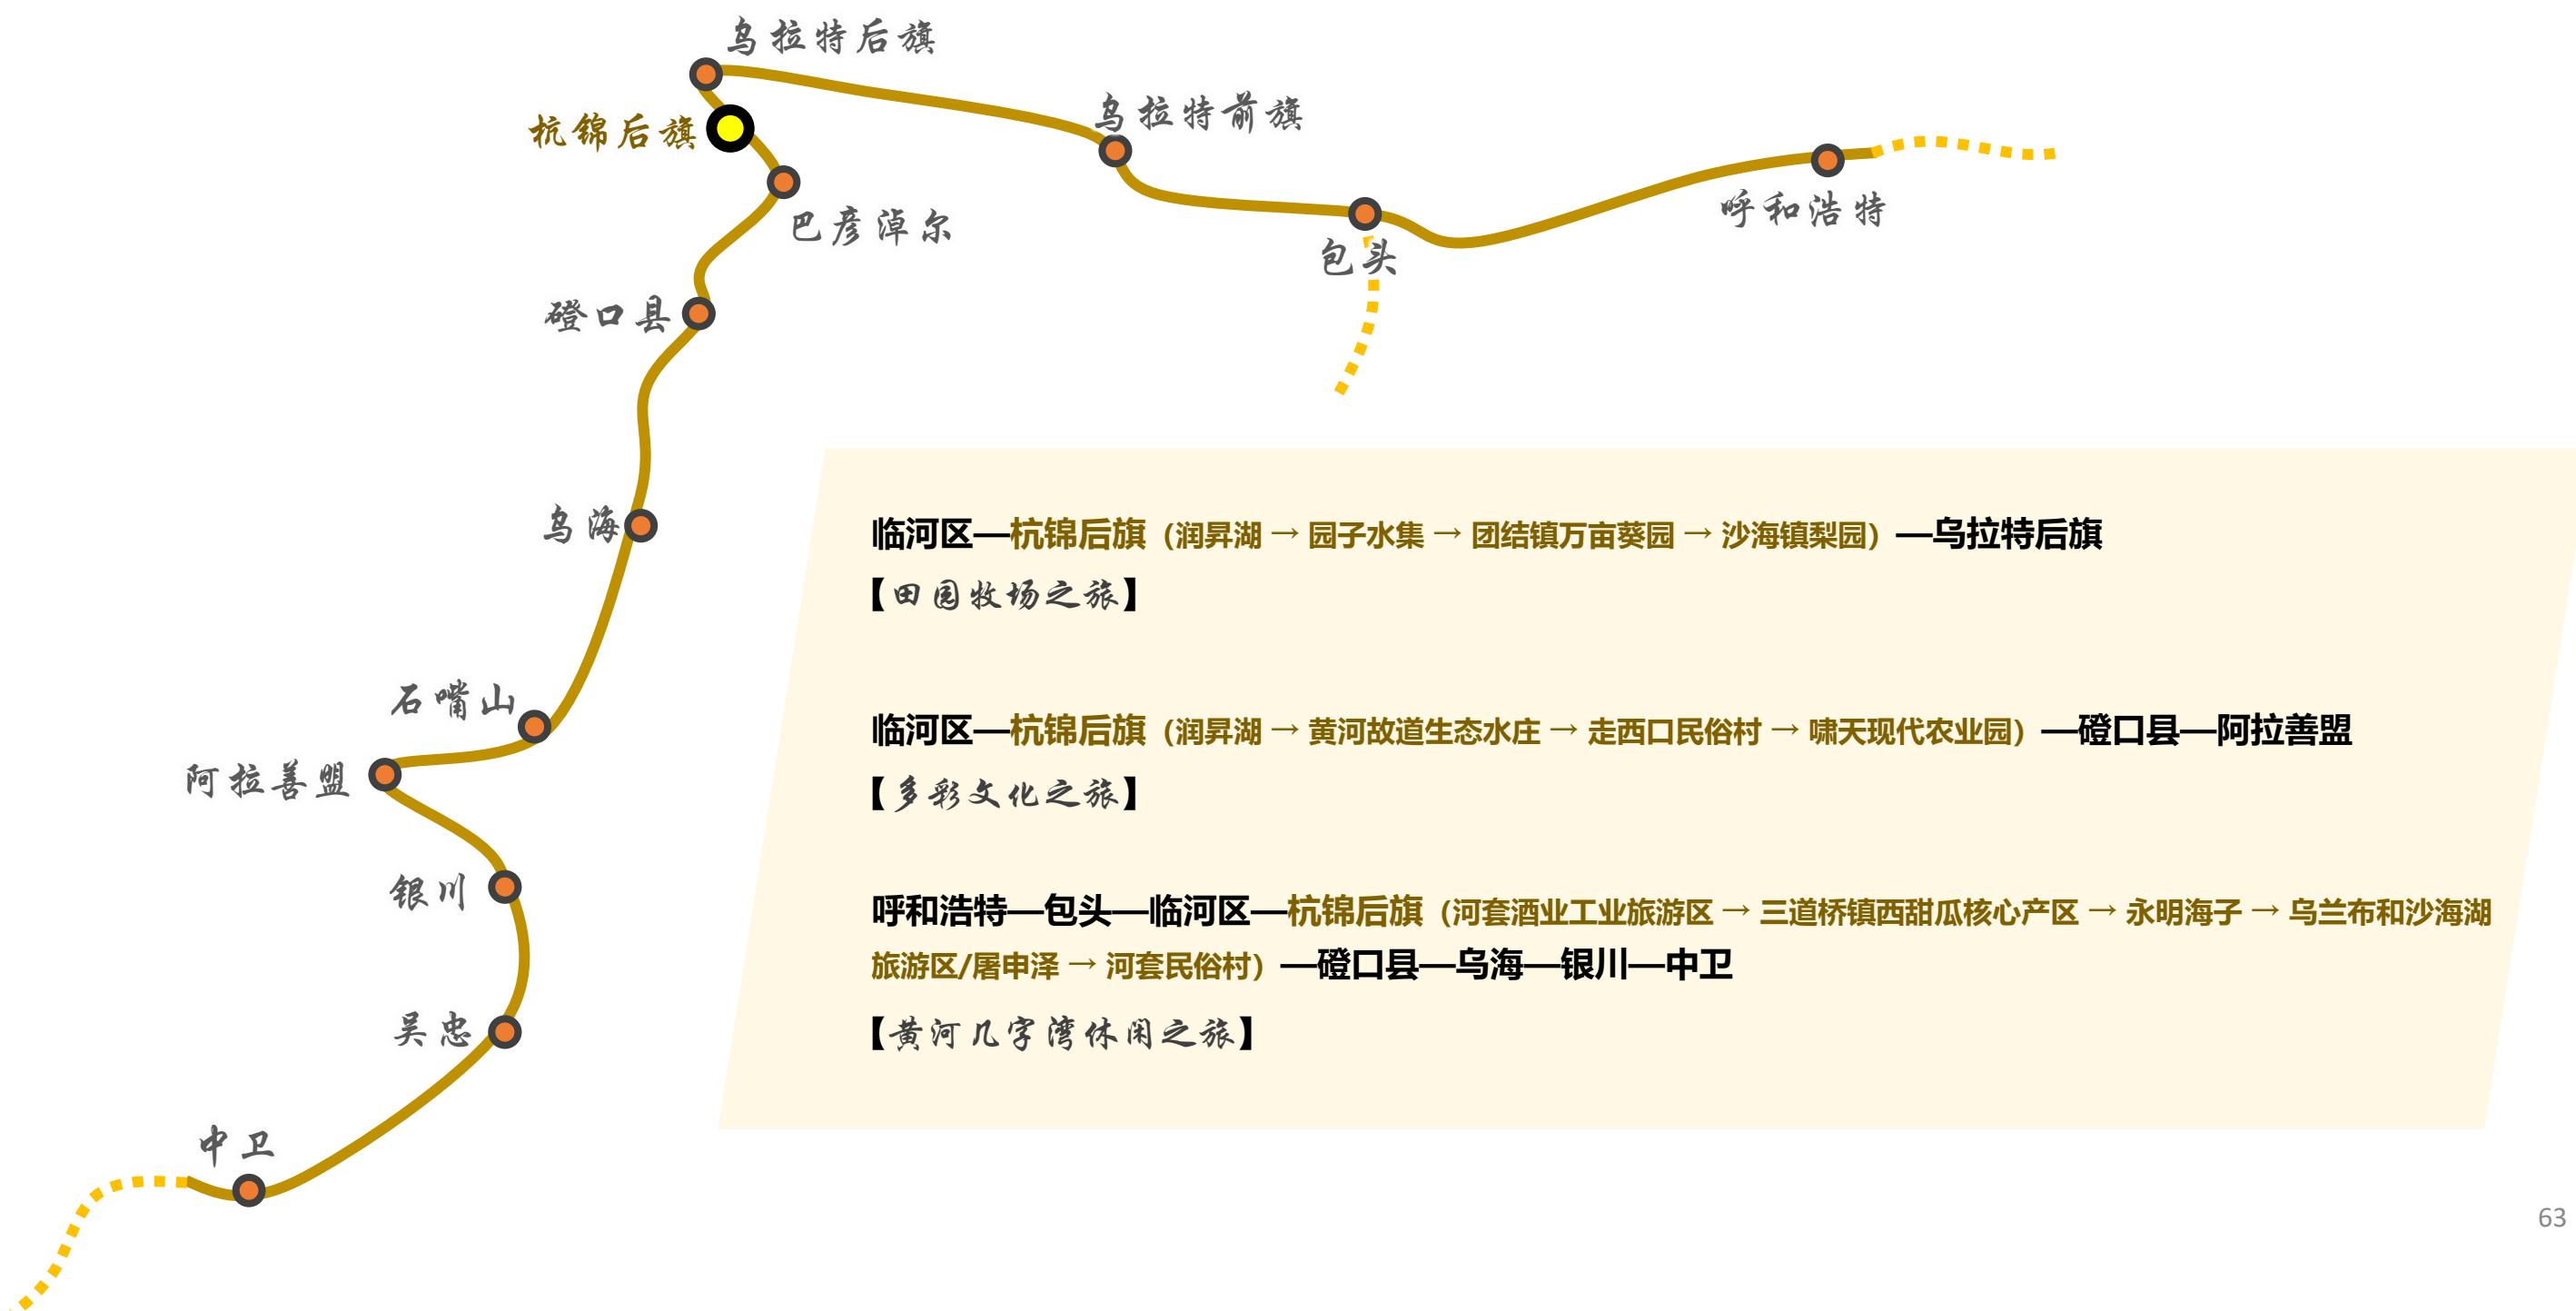 乌拉特后旗
乌拉特前旗
杭锦后旗
呼和浩特
巴彦淖尔
包头
磴口县
乌海
临河区—杭锦后旗（润昇湖 → 园子水集 → 团结镇万亩葵园 → 沙海镇梨园）—乌拉特后旗
【田园牧场之旅】
石嘴山
临河区—杭锦后旗（润昇湖 → 黄河故道生态水庄 → 走西口民俗村 → 啸天现代农业园）—磴口县—阿拉善盟
阿拉善盟
【多彩文化之旅】
银川
呼和浩特—包头—临河区—杭锦后旗（河套酒业工业旅游区 → 三道桥镇西甜瓜核心产区 → 永明海子 → 乌兰布和沙海湖
旅游区/屠申泽 → 河套民俗村）—磴口县—乌海—银川—中卫
吴忠
【黄河几字湾休闲之旅】
中卫
63